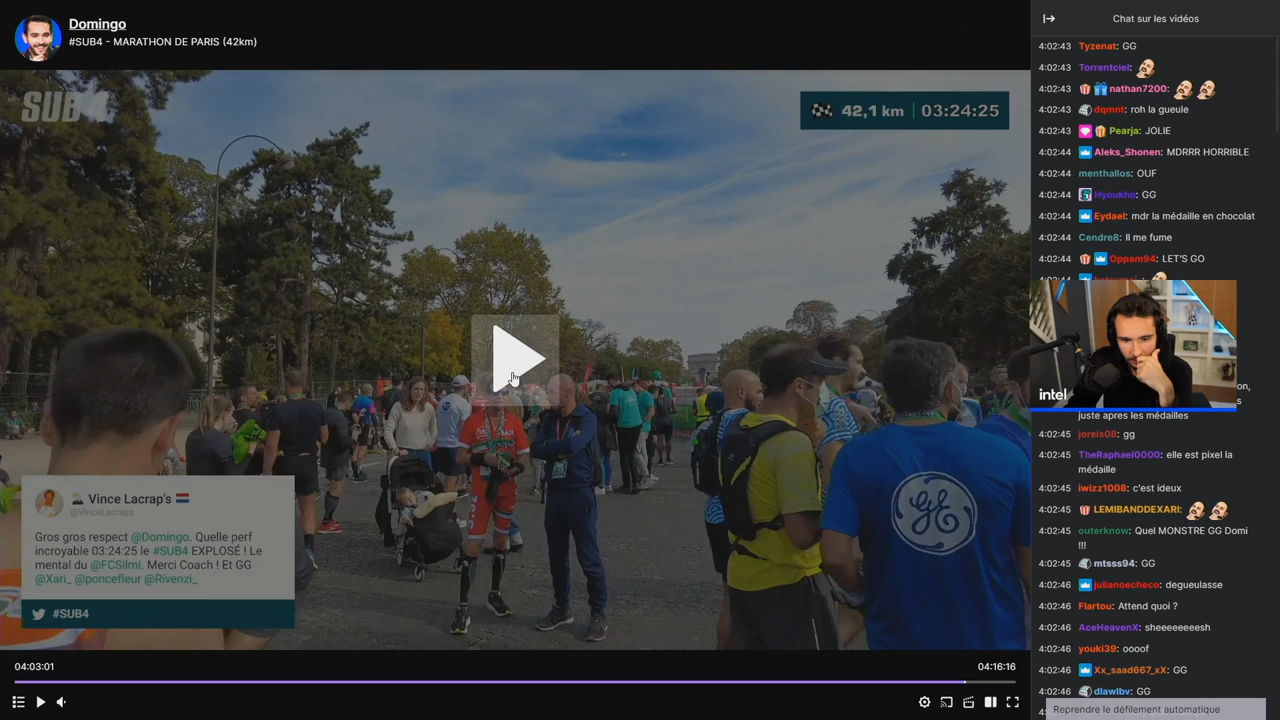 Domingo
#SUB4 - MARATHON DE PARIS (42km)
SUB4
42,1 km | 03:24:25
Vince Lacrap's
@VinceLacraps
Gros gros respect @Domingo. Quelle perf
incroyable 03:24:25 le #SUB4 EXPLOSÉ ! Le
mental du @FCSilmi. Merci Coach ! Et GG
@Xari_ @poncefleur @Rivenzi_
#SUB4
04:03:01
04:16:16
Chat sur les vidéos
4:02:43 Tyzenat: GG
4:02:43 Torrentciel:
4:02:43 nathan7200:
4:02:43 dqmnt: roh la gueule
4:02:43 Pearja: JOLIE
4:02:44 Aleks_Shonen: MDRRR HORRIBLE
4:02:44 menthallos: OUF
4:02:44 Hyoukho: GG
4:02:44 Eydael: mdr la médaille en chocolat
4:02:44 Cendre8: Il me fume
4:02:44 Oppam94: LET'S GO
intel
juste apres les médailles
4:02:45 joreis08: gg
4:02:45 TheRaphael0000: elle est pixel la
médaille
4:02:45 iwizz1008: c'est ideux
4:02:45 LEMIBANDDEXARI:
4:02:45 outerknow: Quel MONSTRE GG Domi
!!!
4:02:45 mtsss94: GG
4:02:46 julianoecheco: degueulasse
4:02:46 Flartou: Attend quoi ?
4:02:46 AceHeavenX: sheeeeeeesh
4:02:46 youki39: oooof
4:02:46 Xx_saad667_xX: GG
4:02:46 dlawlbv: GG
Reprendre le défilement automatique